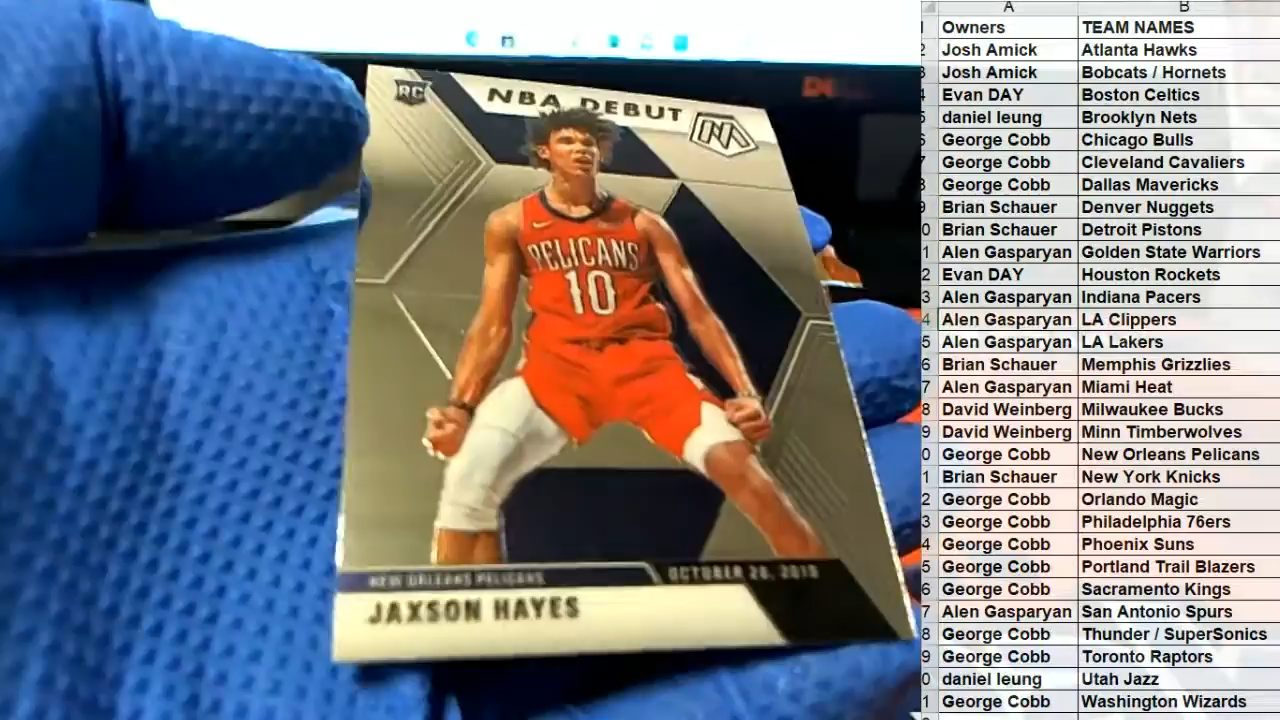 RC
NBA DEBUT
PELICANS
10
NEW ORLEANS PELICANS
OCTOBER 28, 2019
JAXSON HAYES
A B
Owners TEAM NAMES
Josh Amick Atlanta Hawks
Josh Amick Bobcats / Hornets
Evan DAY Boston Celtics
daniel leung Brooklyn Nets
George Cobb Chicago Bulls
George Cobb Cleveland Cavaliers
George Cobb Dallas Mavericks
Brian Schauer Denver Nuggets
Brian Schauer Detroit Pistons
Alen Gasparyan Golden State Warriors
Evan DAY Houston Rockets
Alen Gasparyan Indiana Pacers
Alen Gasparyan LA Clippers
Alen Gasparyan LA Lakers
Brian Schauer Memphis Grizzlies
Alen Gasparyan Miami Heat
David Weinberg Milwaukee Bucks
David Weinberg Minn Timberwolves
George Cobb New Orleans Pelicans
Brian Schauer New York Knicks
George Cobb Orlando Magic
George Cobb Philadelphia 76ers
George Cobb Phoenix Suns
George Cobb Portland Trail Blazers
George Cobb Sacramento Kings
Alen Gasparyan San Antonio Spurs
George Cobb Thunder / SuperSonics
George Cobb Toronto Raptors
daniel leung Utah Jazz
George Cobb Washington Wizards